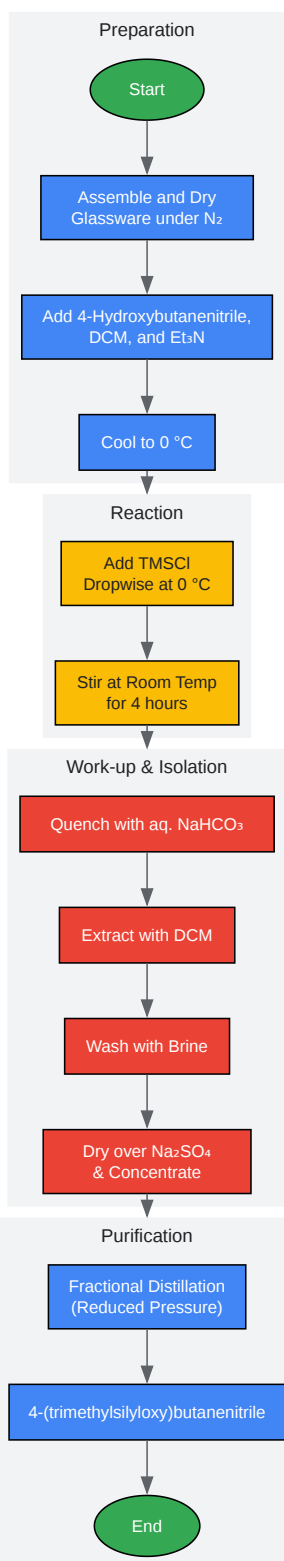 Preparation
Start
Assemble and Dry
Glassware under N₂
Add 4-Hydroxybutanenitrile,
DCM, and Et₃N
Cool to 0 °C
Reaction
Add TMSCl
Dropwise at 0 °C
Stir at Room Temp
for 4 hours
Work-up & Isolation
Quench with aq. NaHCO₃
Extract with DCM
Wash with Brine
Dry over Na₂SO₄
& Concentrate
Purification
Fractional Distillation
(Reduced Pressure)
4-(trimethylsilyloxy)butanenitrile
End